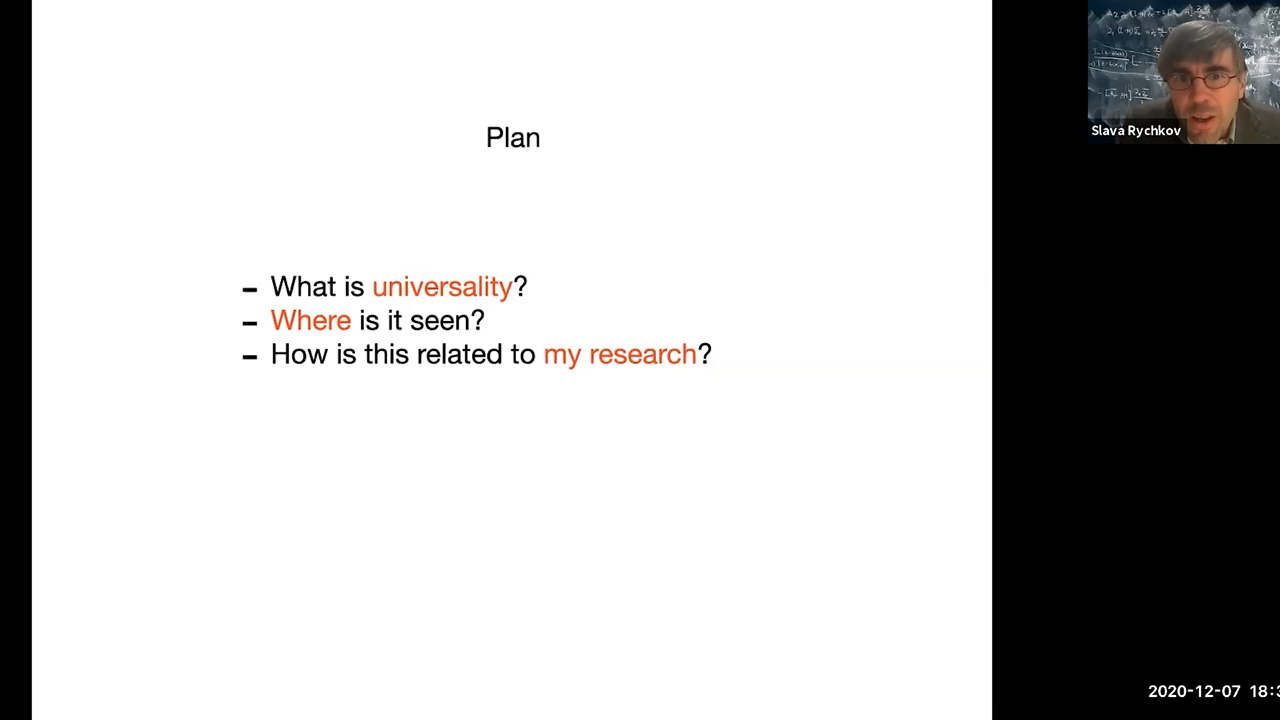 Plan
- What is universality?
- Where is it seen?
- How is this related to my research?
Slava Rychkov
2020-12-07 18: